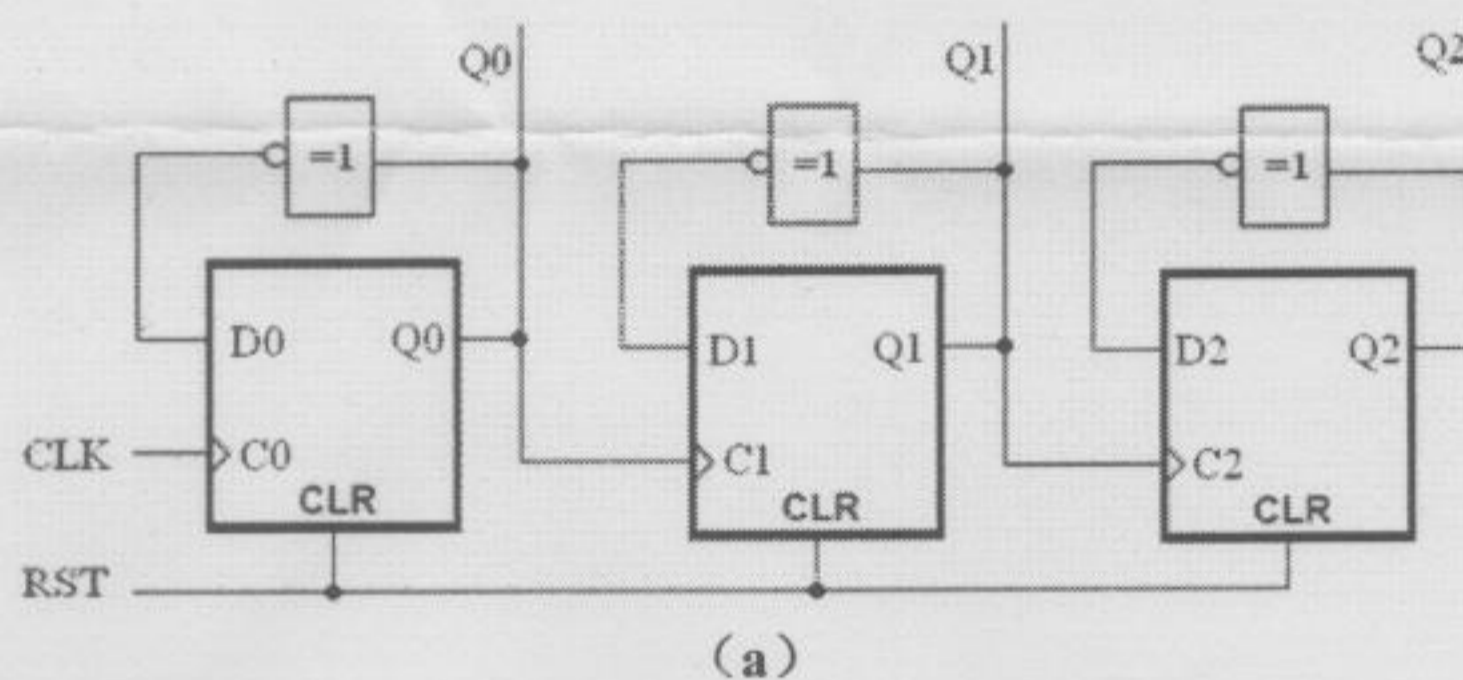 Q0 Q1 Q2
=1 =1 =1
D0 Q0 D1 Q1 D2 Q2
CLK C0 C1 C2
CLR CLR CLR
RST
(a)